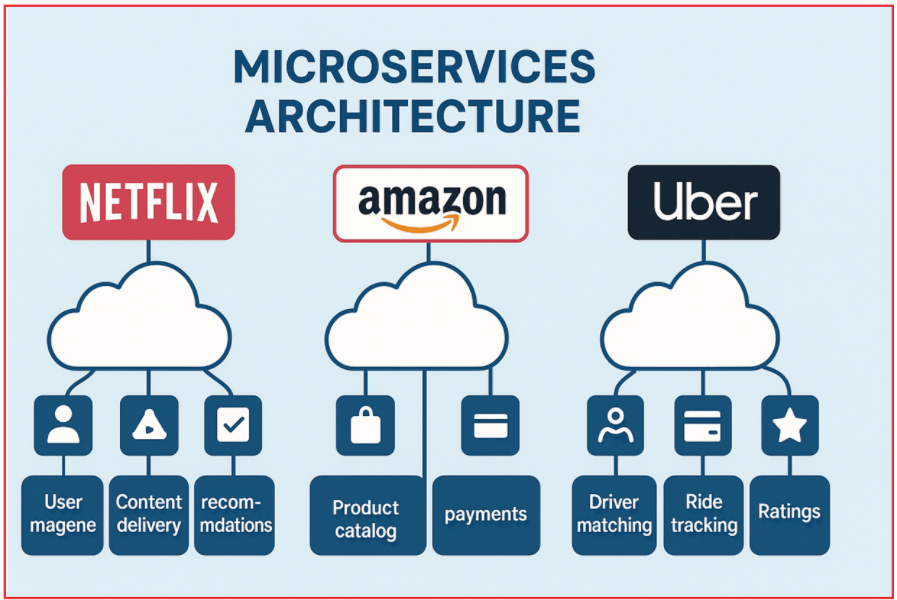 MICROSERVICES
ARCHITECTURE
NETFLIX
amazon
Uber
User
magene
Content
delivery
recom-
mdations
Product
catalog
payments
Driver
matching
Ride
tracking
Ratings